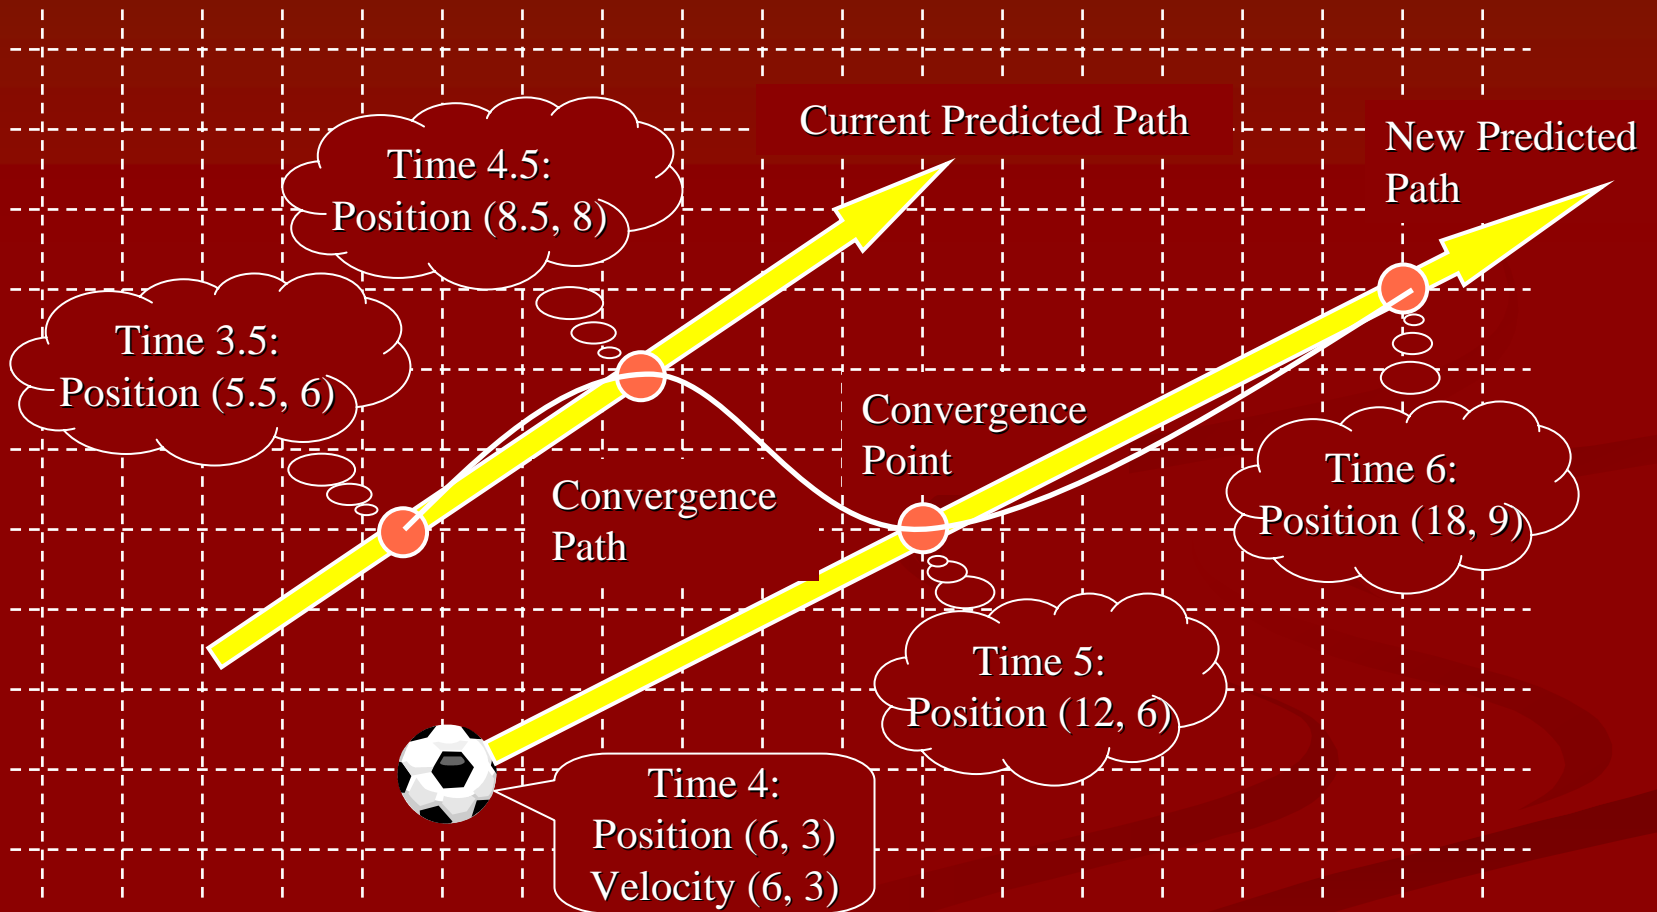 Current Predicted Path
New Predicted
Path
Time 4.5:
Position (8.5, 8)
Time 3.5:
Position (5.5, 6)
Convergence
Point
Convergence
Path
Time 6:
Position (18, 9)
Time 5:
Position (12, 6)
Time 4:
Position (6, 3)
Velocity (6, 3)